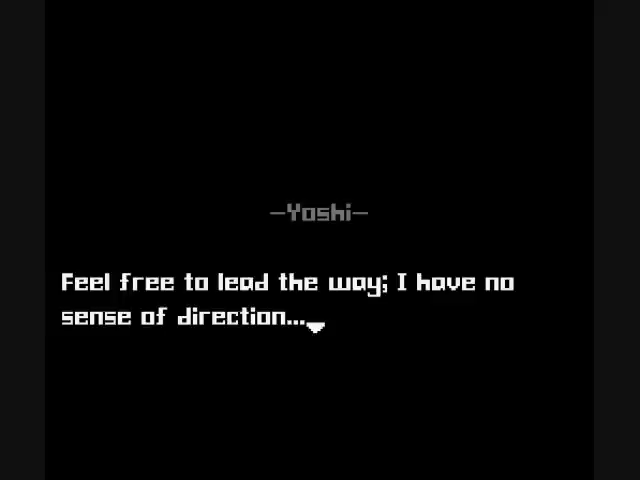 —Yoshi—
Feel free to lead the way; I have no
sense of direction...